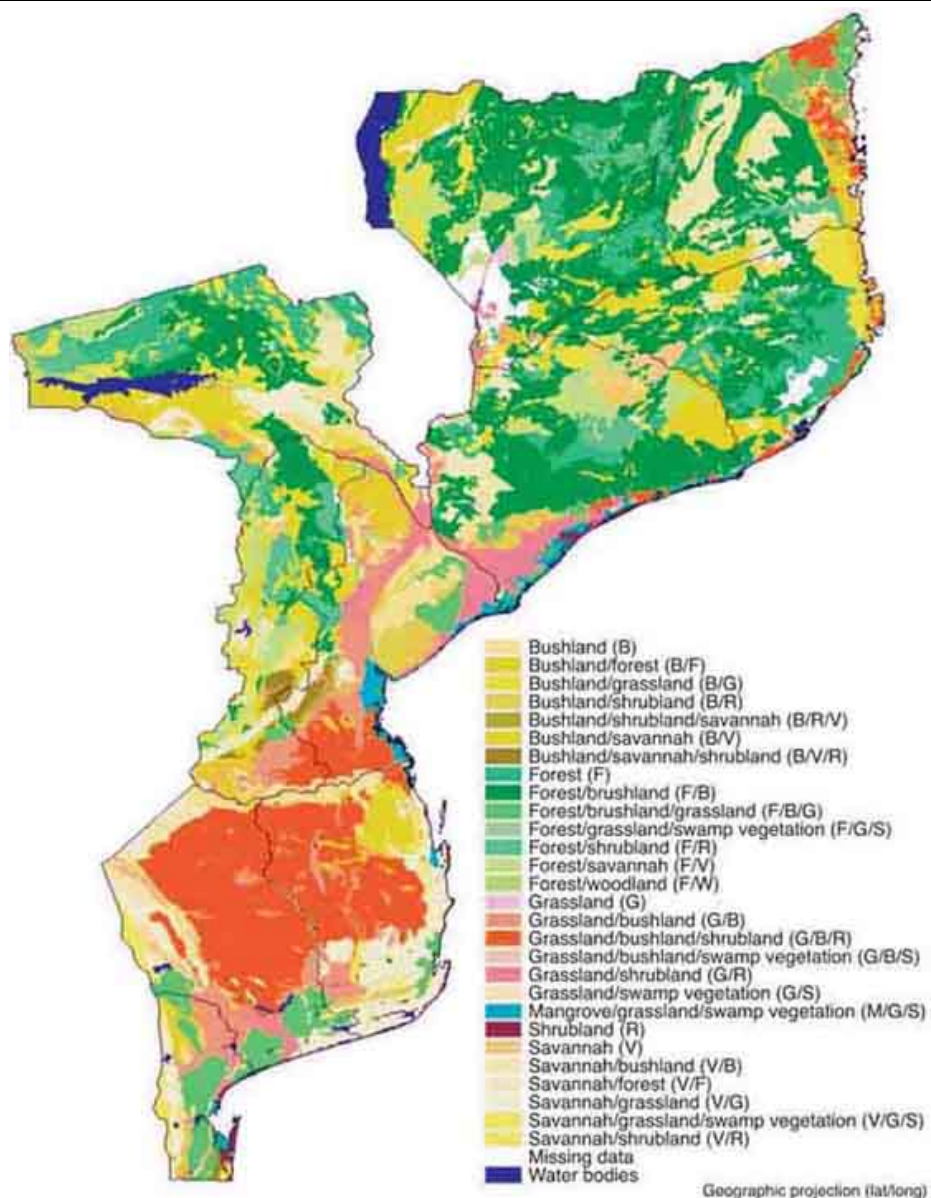 Bushland (B)
Bushland/forest (B/F)
Bushland/grassland (B/G)
Bushland/shrubland (B/R)
Bushland/shrubland/savannah (B/R/V)
Bushland/savannah (B/V)
Bushland/savannah/shrubland (B/V/R)
Forest (F)
Forest/brushland (F/B)
Forest/brushland/grassland (F/B/G)
Forest/grassland/swamp vegetation (F/G/S)
Forest/shrubland (F/R)
Forest/savannah (F/V)
Forest/woodland (F/W)
Grassland (G)
Grassland/bushland (G/B)
Grassland/bushland/shrubland (G/B/R)
Grassland/bushland/swamp vegetation (G/B/S)
Grassland/shrubland (G/R)
Grassland/swamp vegetation (G/S)
Mangrove/grassland/swamp vegetation (M/G/S)
Shrubland (R)
Savannah (V)
Savannah/bushland (V/B)
Savannah/forest (V/F)
Savannah/grassland (V/G)
Savannah/grassland/swamp vegetation (V/G/S)
Savannah/shrubland (V/R)
Missing data
Water bodies
Geographic projection (lat/long)